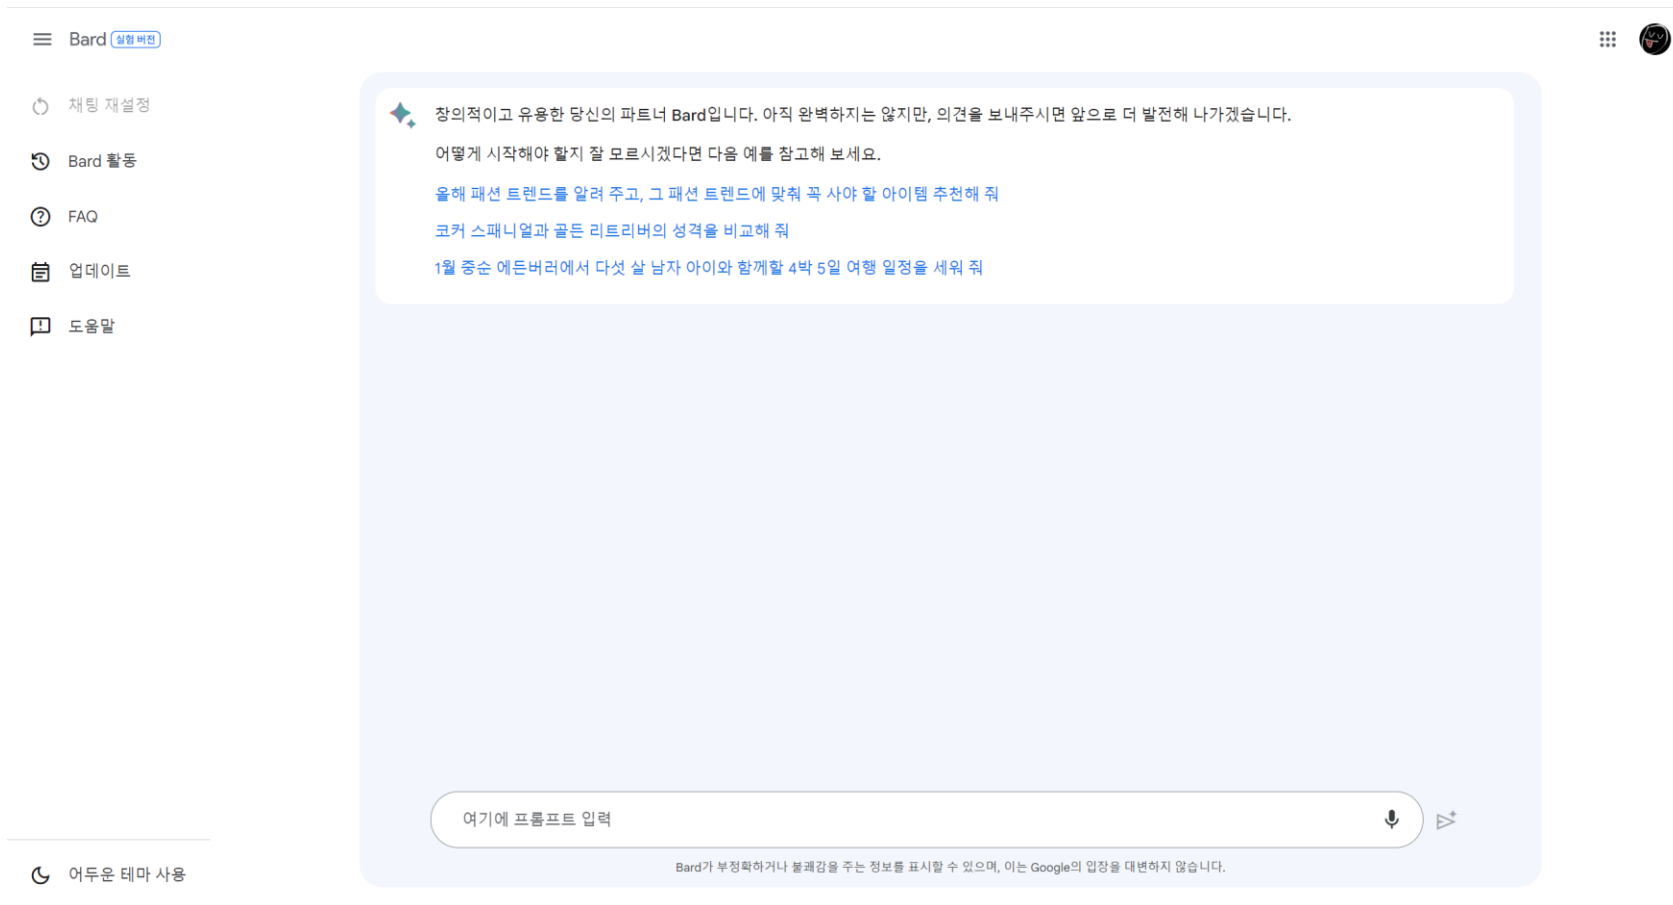 Bard 실험 버전
채팅 재설정
Bard 활동
FAQ
업데이트
도움말
어두운 테마 사용
창의적이고 유용한 당신의 파트너 Bard입니다. 아직 완벽하지는 않지만, 의견을 보내주시면 앞으로 더 발전해 나가겠습니다.
어떻게 시작해야 할지 잘 모르시겠다면 다음 예를 참고해 보세요.
올해 패션 트렌드를 알려 주고, 그 패션 트렌드에 맞춰 꼭 사야 할 아이템 추천해 줘
코커 스패니얼과 골든 리트리버의 성격을 비교해 줘
1월 중순 에든버러에서 다섯 살 남자 아이와 함께할 4박 5일 여행 일정을 세워 줘
여기에 프롬프트 입력
Bard가 부정확하거나 불쾌감을 주는 정보를 표시할 수 있으며, 이는 Google의 입장을 대변하지 않습니다.